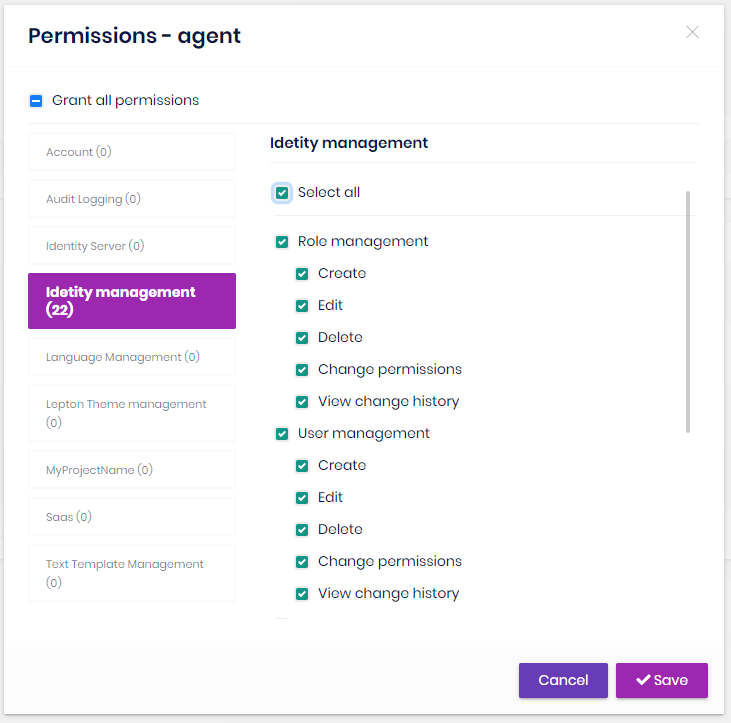 Permissions - agent
Grant all permissions
Account (0)
Audit Logging (0)
Identity Server (0)
Idetity management
(22)
Language Management (0)
Lepton Theme management
(0)
MyProjectName (0)
Saas (0)
Text Template Management
(0)
Idetity management
Select all
Role management
Create
Edit
Delete
Change permissions
View change history
User management
Create
Edit
Delete
Change permissions
View change history
Cancel
Save